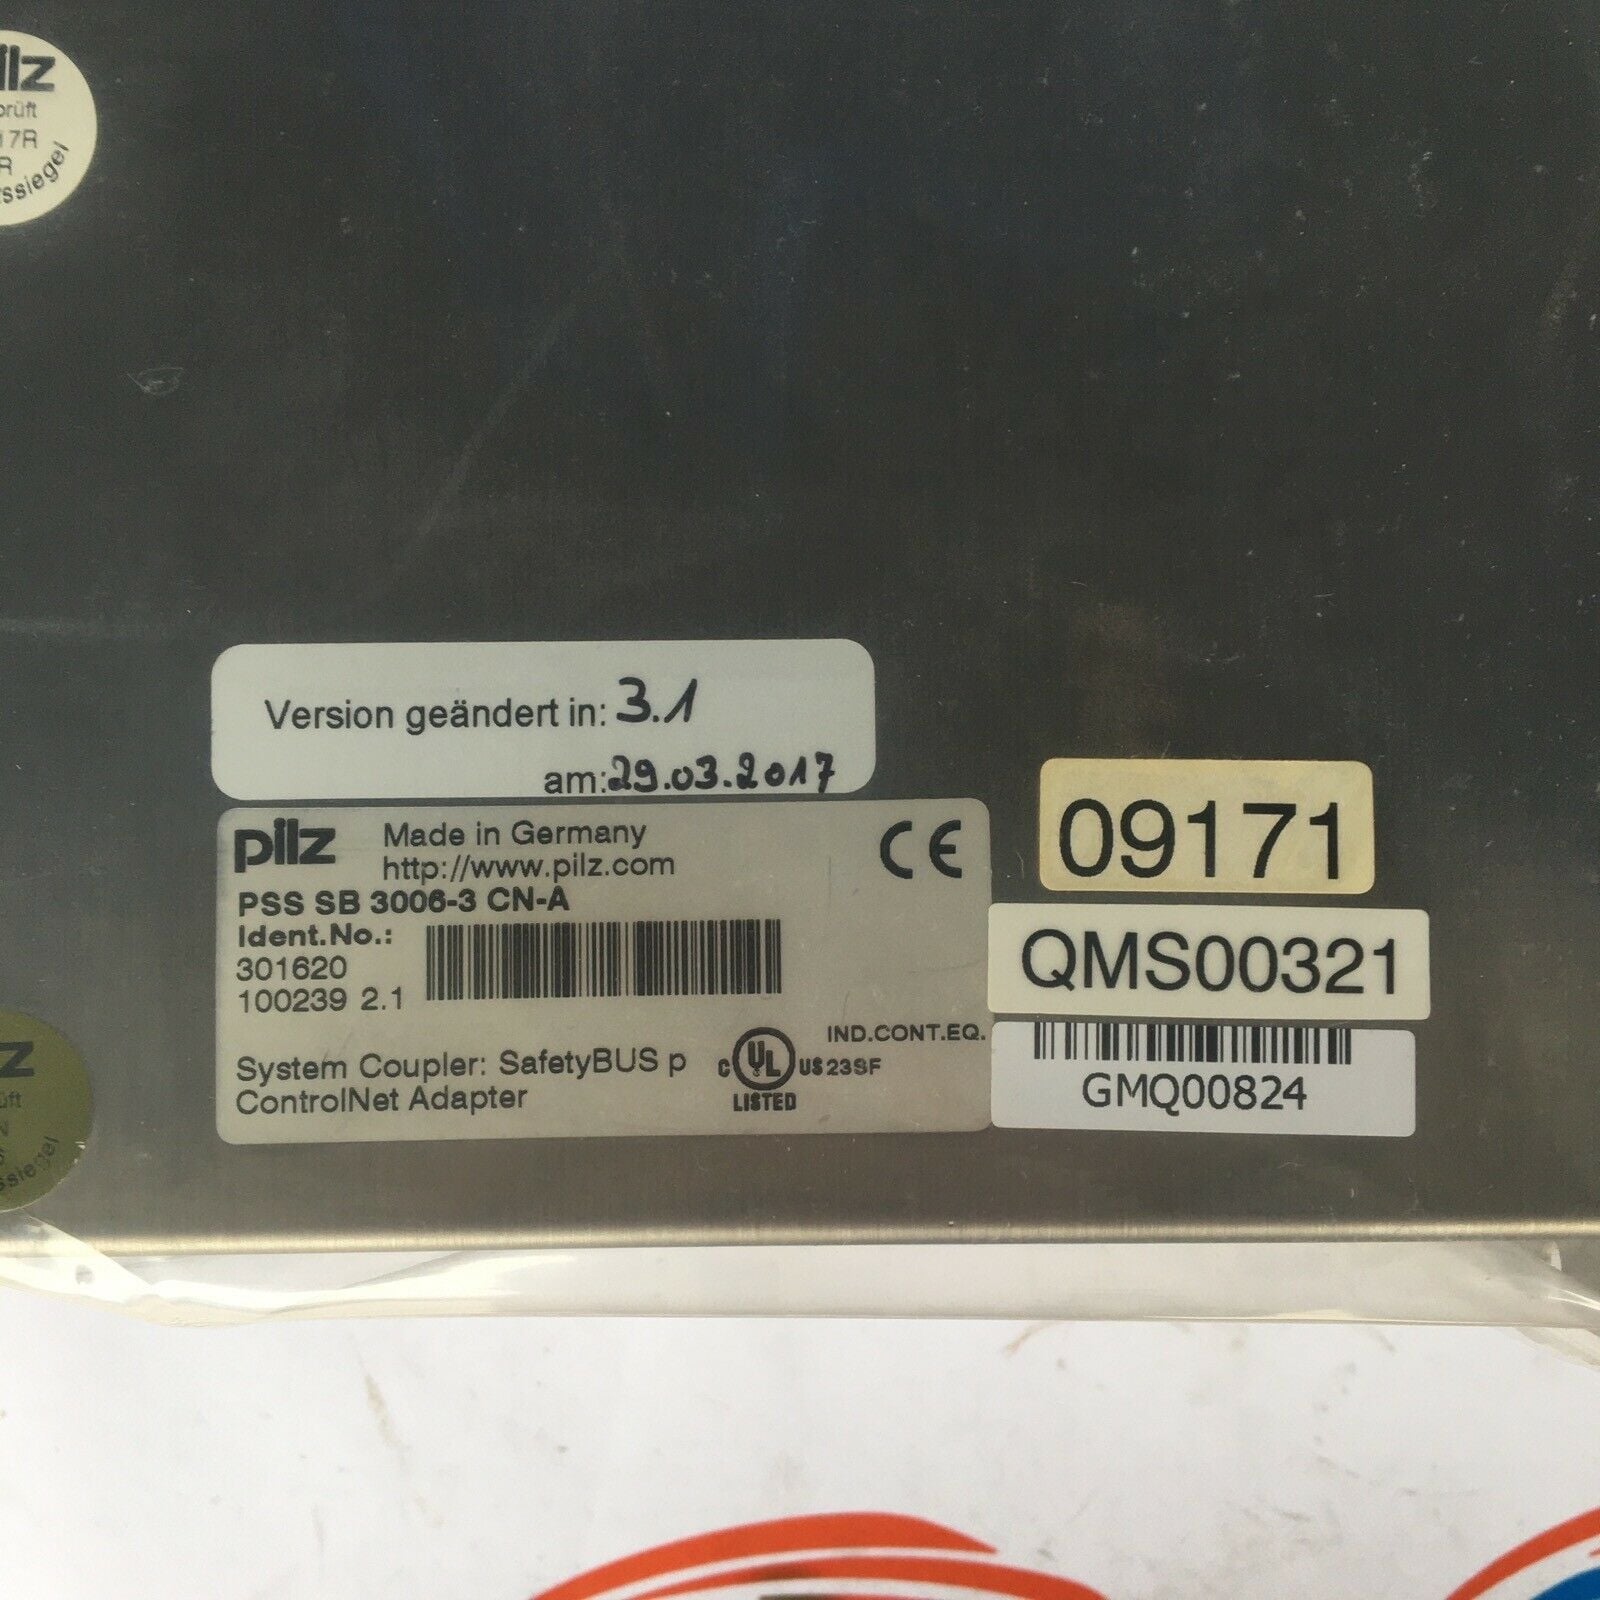 17R
R
Version geändert in: 3.1
am: 29.03.2017
pilz
Made in Germany
http://www.pilz.com
PSS SB 3006-3 CN-A
Ident.No.:
301620
100239 2.1
System Coupler: SafetyBUS p
ControlNet Adapter
CE
C UL US
LISTED
IND.CONT.EQ.
23SF
09171
QMS00321
GMQ00824